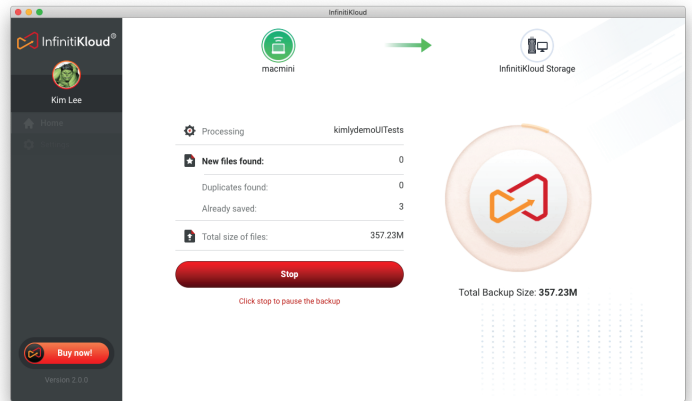 InfinitiKloud
InfinitiKloud®
Kim Lee
Home
macmini
InfinitiKloud Storage
Processing kimlydemoUITests
New files found: 0
Duplicates found: 0
Already saved: 3
Total size of files: 357.23M
Stop
Click stop to pause the backup
Total Backup Size: 357.23M
Buy now!
Version 2.0.0